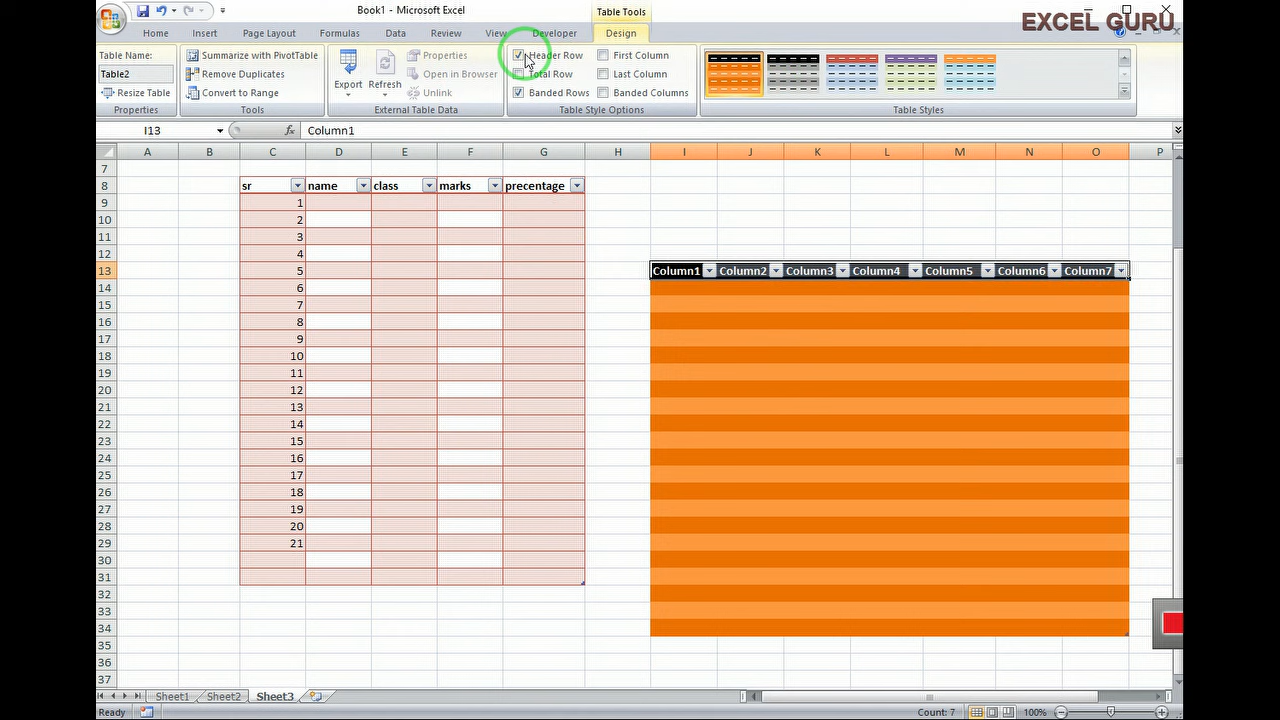 Book1 - Microsoft Excel
Table Tools
EXCEL GURU
Home Insert Page Layout Formulas Data Review View Developer Design
Table Name: Summarize with PivotTable Properties Header Row First Column
Table2 Remove Duplicates Export Refresh Open in Browser Total Row Last Column
Resize Table Convert to Range Unlink Banded Rows Banded Columns
Properties Tools External Table Data Table Style Options Table Styles
I13 fx Column1
A B C D E F G H I J K L M N O P
7
8 sr name class marks precentage
9 1
10 2
11 3
12 4
13 5 Column1 Column2 Column3 Column4 Column5 Column6 Column7
14 6
15 7
16 8
17 9
18 10
19 11
20 12
21 13
22 14
23 15
24 16
25 17
26 18
27 19
28 20
29 21
30
31
32
33
34
35
36
37
Sheet1 Sheet2 Sheet3
Ready Count: 7 100%